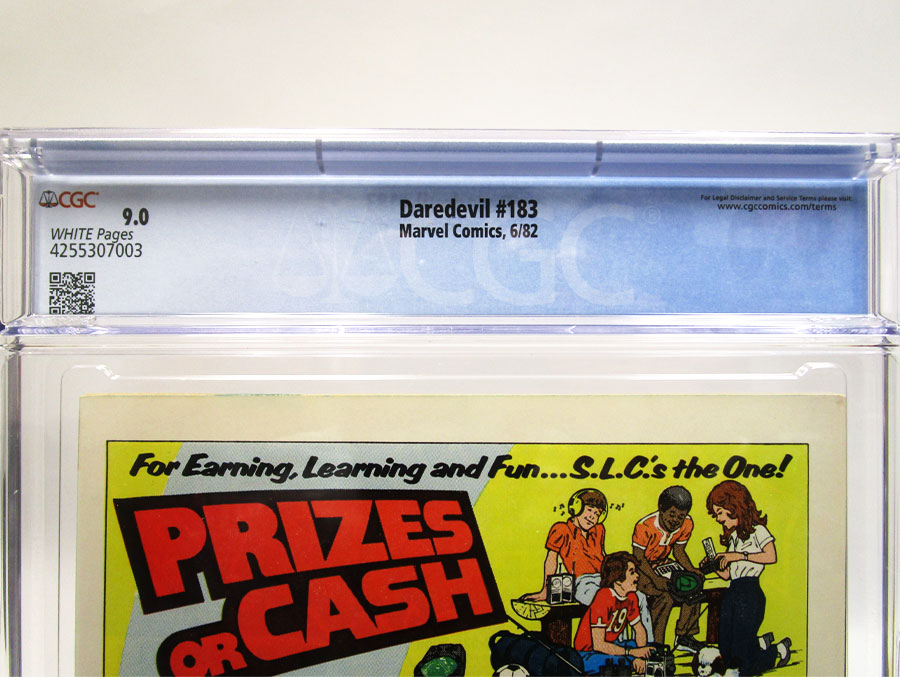 CGC
9.0
WHITE Pages
4255307003
Daredevil #183
Marvel Comics, 6/82
For Legal Disclaimer and Service Terms please visit:
www.cgccomics.com/terms
CGC
For Earning, Learning and Fun....S.L.C.'s the One!
PRIZES
OR CASH
19